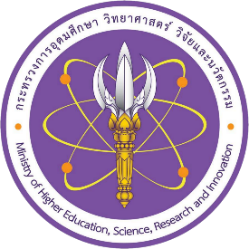 กระทรวงการอุดมศึกษา วิทยาศาสตร์ วิจัยและนวัตกรรม
Ministry of Higher Education, Science, Research and Innovation